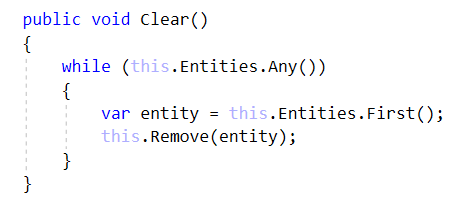 public void Clear()
{
    while (this.Entities.Any())
    {
        var entity = this.Entities.First();
        this.Remove(entity);
    }
}